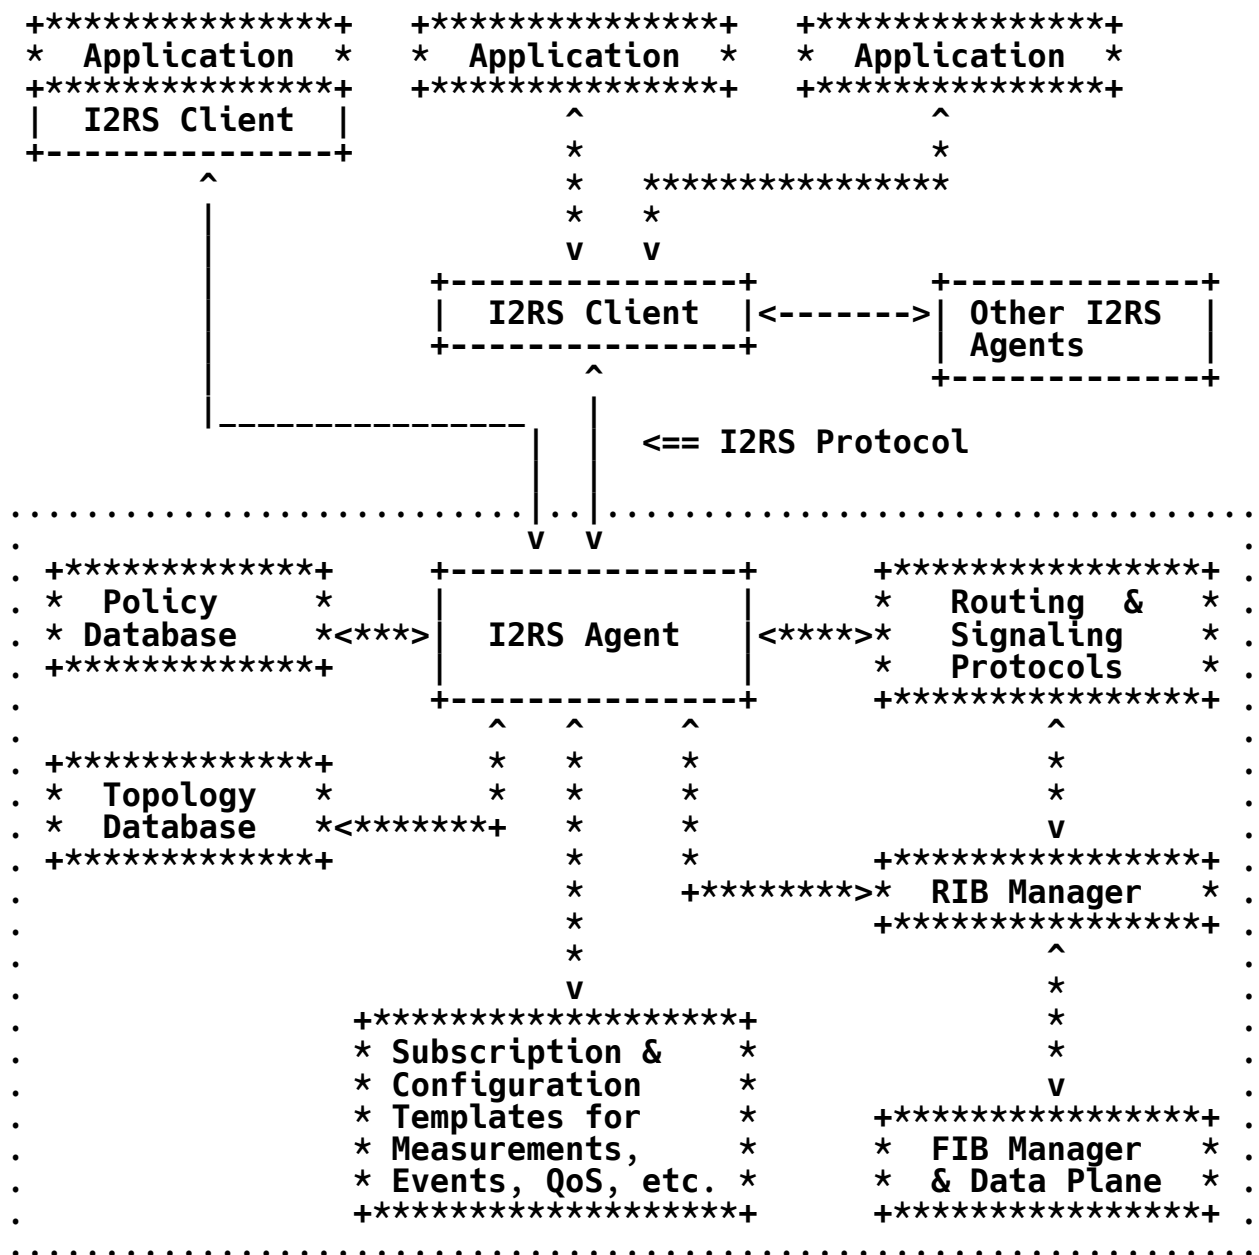 Application Application Application
I2RS Client
I2RS Client Other I2RS
Agents
<== I2RS Protocol
Policy Routing &
Database I2RS Agent Signaling
Protocols
Topology
Database
RIB Manager
Subscription &
Configuration
Templates for
Measurements, FIB Manager
Events, QoS, etc. & Data Plane